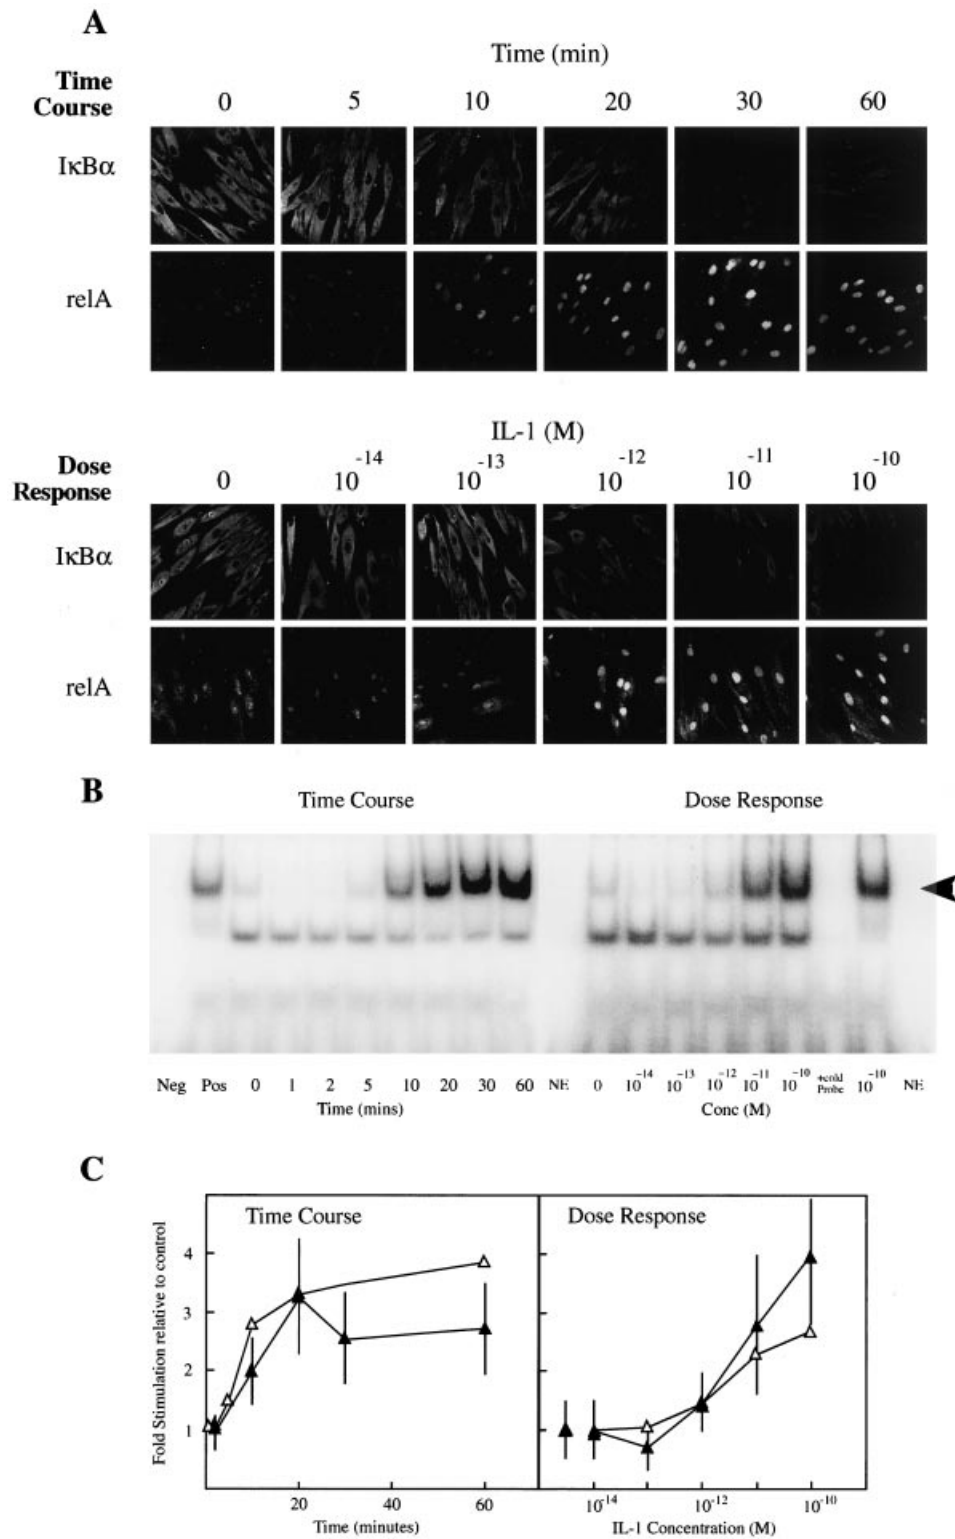 A
Time (min)
Time Course 0 5 10 20 30 60
IκBα
relA
IL-1 (M)
Dose Response 0 10^-14 10^-13 10^-12 10^-11 10^-10
IκBα
relA
B
Time Course Dose Response
Neg Pos 0 1 2 5 10 20 30 60 NE 0 10^-14 10^-13 10^-12 10^-11 10^-10 +cold Probe 10^-10 NE
Time (mins) Conc (M)
C
Time Course Dose Response
Fold Stimulation relative to control
4
3
2
1
20 40 60 10^-14 10^-12 10^-10
Time (minutes) IL-1 Concentration (M)